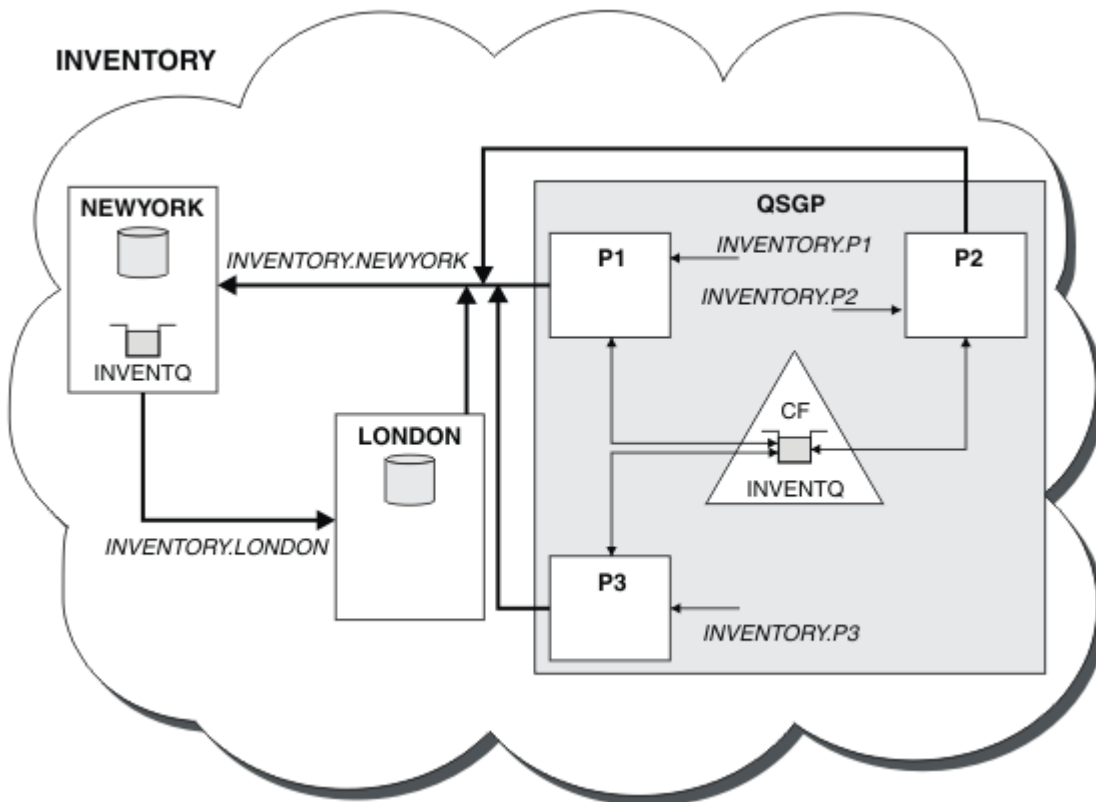 INVENTORY
NEWYORK
INVENTQ
INVENTORY.NEWYORK
INVENTORY.LONDON
LONDON
QSGP
P1
INVENTORY.P1
P2
INVENTORY.P2
CF
INVENTQ
P3
INVENTORY.P3